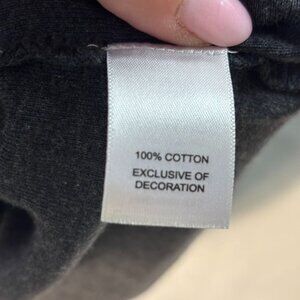 100% COTTON
EXCLUSIVE OF
DECORATION